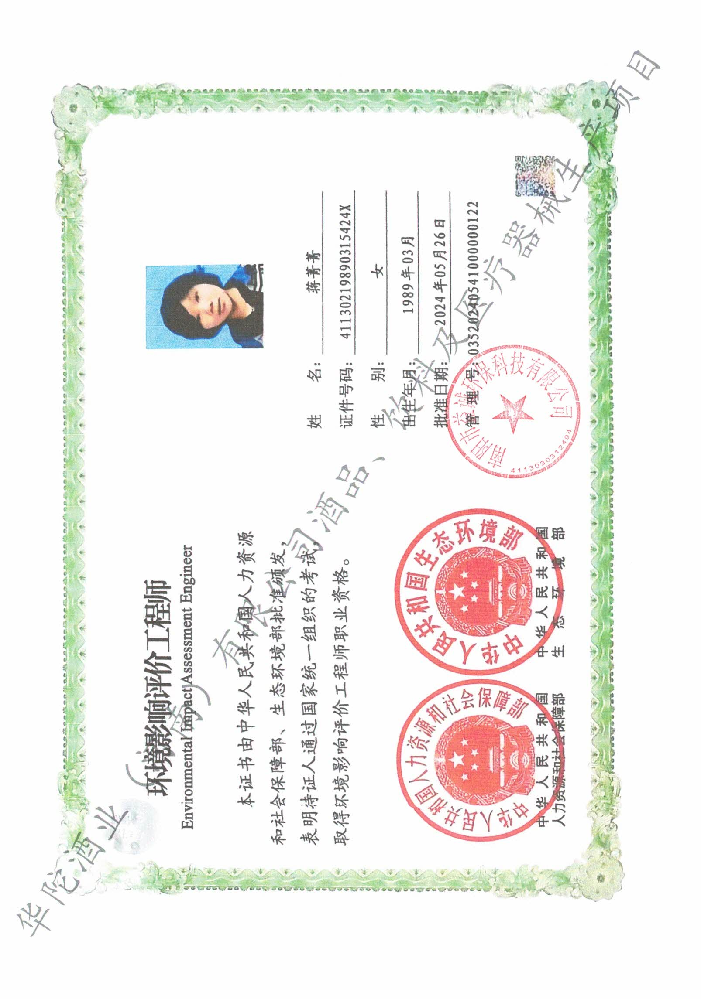 环境影响评价工程师
Environmental Impact Assessment Engineer
本证书由中华人民共和国人力资源
和社会保障部、生态环境部批准颁发,
表明持证人通过国家统一组织的考试,
取得环境影响评价工程师职业资格。
姓 名: 蒋菁菁
证件号码: 41130219890315424X
性 别: 女
出生年月: 1989年03月
批准日期: 2024年05月26日
管 理 号: 03520240541000000122
中华人民共和国人力资源和社会保障部
中华人民共和国
人力资源和社会保障部
中华人民共和国生态环境部
中华人民共和国
生态环境部
南阳市益诚环保科技有限公司
4113030312494
华陀酒业(河南)有限公司酒品、饮料及医疗器械生产项目